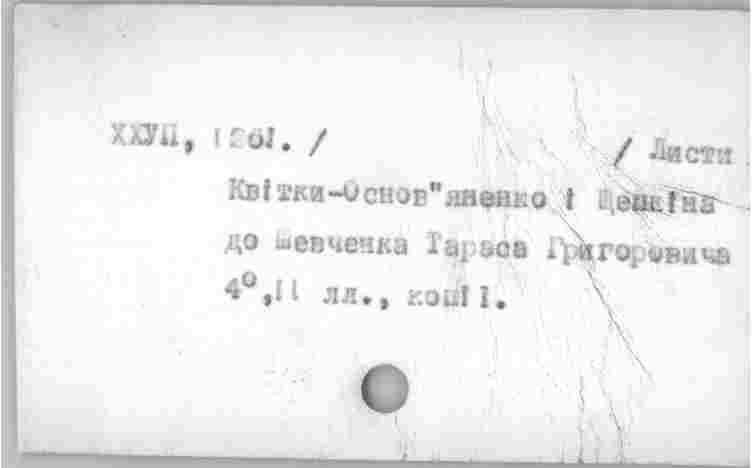 ХХУП, 1261. /                    / Листи
Квітки-Основ"яненко і Щепкіна
до Шевченка Тараса Григоровича
4°,11 лл., копії.